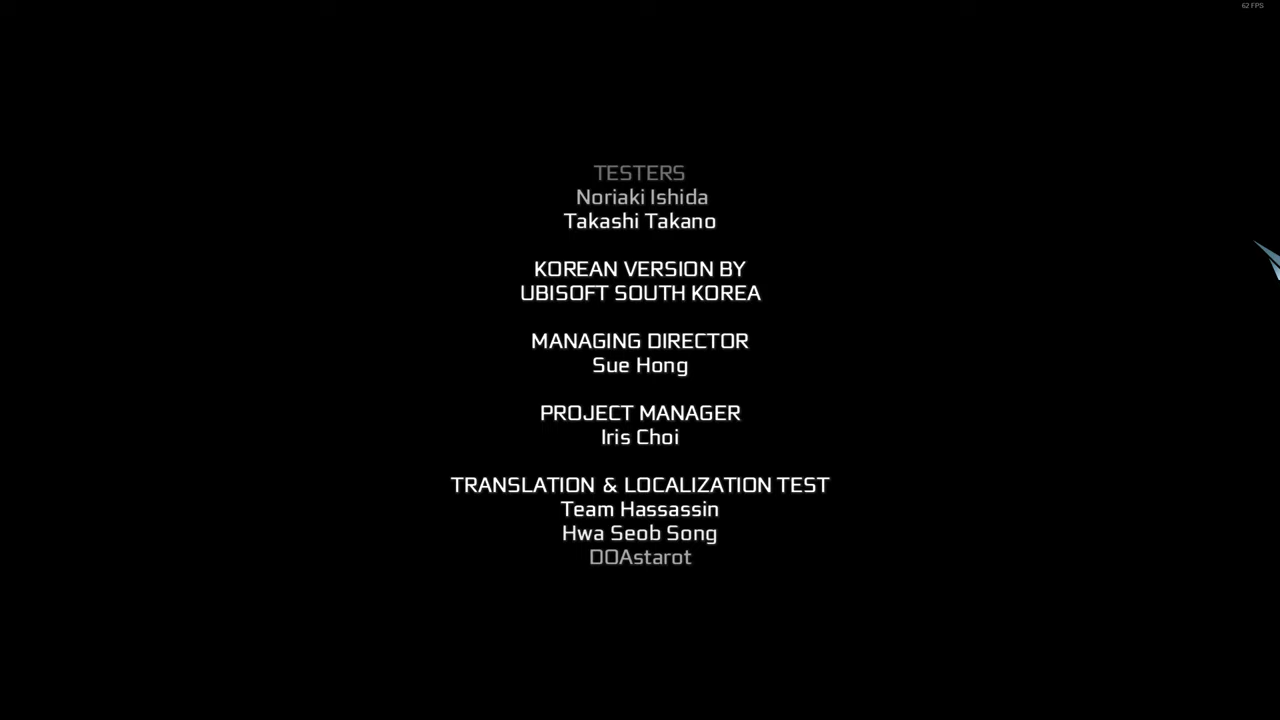 62 FPS
TESTERS
Noriaki Ishida
Takashi Takano
KOREAN VERSION BY
UBISOFT SOUTH KOREA
MANAGING DIRECTOR
Sue Hong
PROJECT MANAGER
Iris Choi
TRANSLATION & LOCALIZATION TEST
Team Hassassin
Hwa Seob Song
DOAstarot